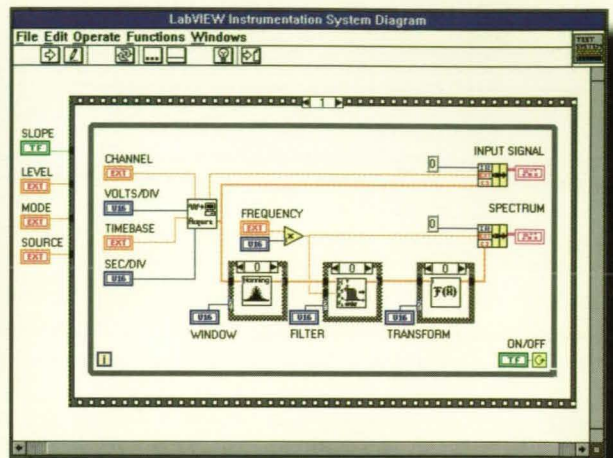 LabVIEW Instrumentation System Diagram
File Edit Operate Functions Windows
TEST
1
SLOPE
TF
LEVEL
EXT
MODE
EXT
SOURCE
EXT
CHANNEL
EXT
VOLTS/DIV
U16
TIMEBASE
EXT
SEC/DIV
U16
Acquire
FREQUENCY
EXT
U16
x
0
INPUT SIGNAL
0
SPECTRUM
0
Hanning
U16
WINDOW
0
U16
FILTER
0
F(x)
U16
TRANSFORM
ON/OFF
TF
i